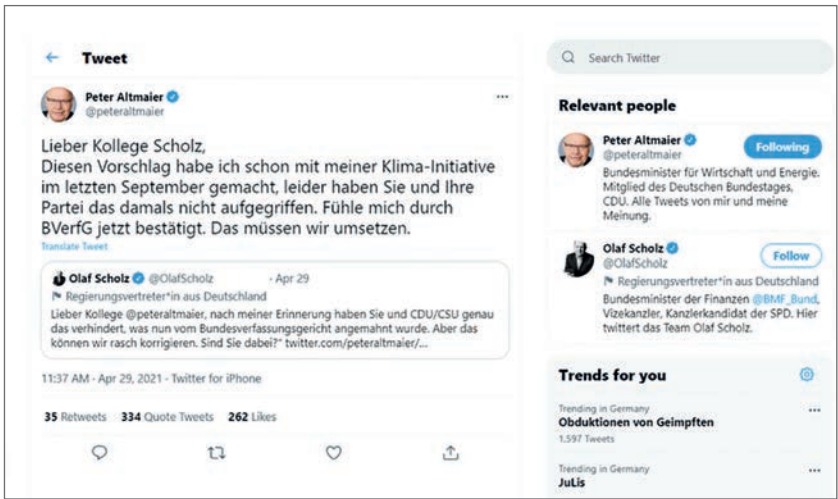 Tweet
Peter Altmaier
@peteraltmaier
Lieber Kollege Scholz,
Diesen Vorschlag habe ich schon mit meiner Klima-Initiative
im letzten September gemacht, leider haben Sie und Ihre
Partei das damals nicht aufgegriffen. Fühle mich durch
BVerfG jetzt bestätigt. Das müssen wir umsetzen.
Translate Tweet
Olaf Scholz @OlafScholz · Apr 29
Regierungsvertreter*in aus Deutschland
Lieber Kollege @peteraltmaier, nach meiner Erinnerung haben Sie und CDU/CSU genau
das verhindert, was nun vom Bundesverfassungsgericht angemahnt wurde. Aber das
können wir rasch korrigieren. Sind Sie dabei?" twitter.com/peteraltmaier/...
11:37 AM · Apr 29, 2021 · Twitter for iPhone
35 Retweets 334 Quote Tweets 262 Likes
Search Twitter
Relevant people
Peter Altmaier
@peteraltmaier
Following
Bundesminister für Wirtschaft und Energie.
Mitglied des Deutschen Bundestages,
CDU. Alle Tweets von mir und meine
Meinung.
Olaf Scholz
@OlafScholz
Follow
Regierungsvertreter*in aus Deutschland
Bundesminister der Finanzen @BMF_Bund,
Vizekanzler, Kanzlerkandidat der SPD. Hier
twittert das Team Olaf Scholz.
Trends for you
Trending in Germany
Obduktionen von Geimpften
1.597 Tweets
Trending in Germany
JuLis